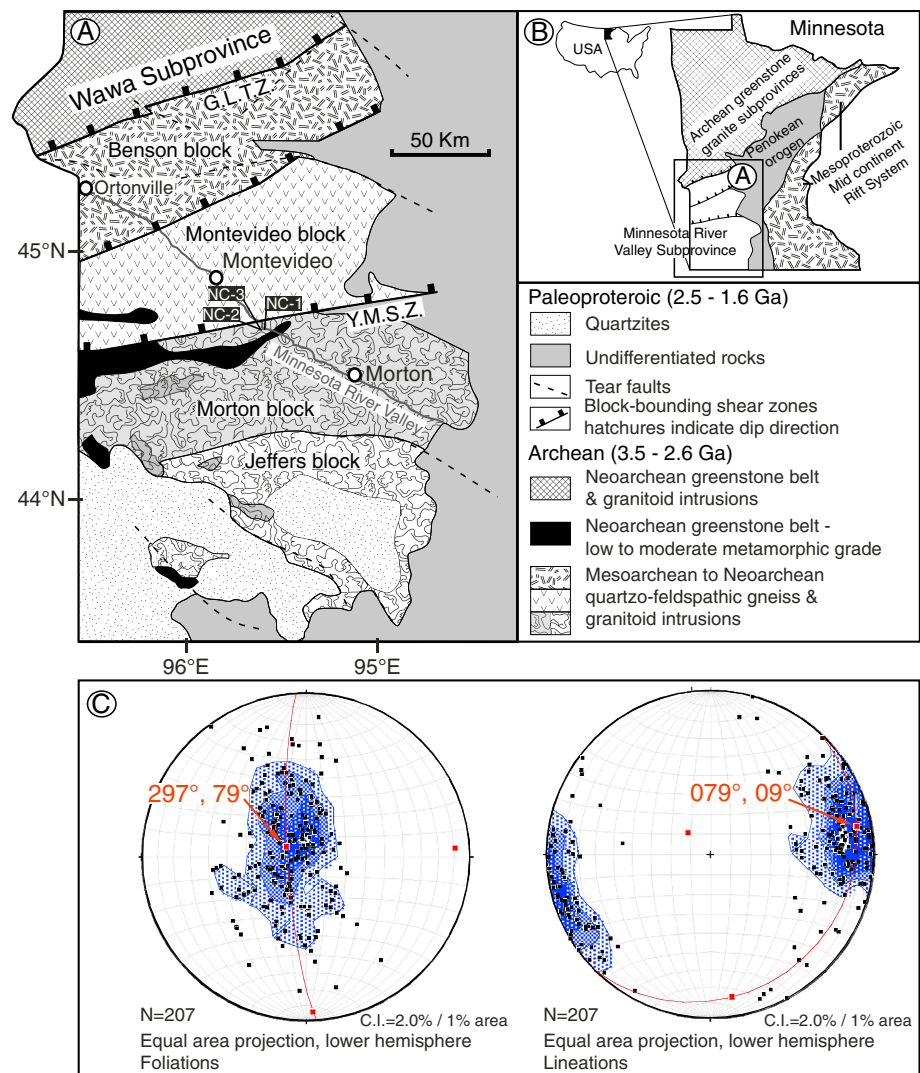 A
Wawa Subprovince
G.L.T.Z.
Benson block
50 Km
Ortonville
45°N
Montevideo block
Montevideo
NC-3
NC-1
NC-2
Y.M.S.Z.
Minnesota River Valley
Morton
Morton block
Jeffers block
44°N
96°E
95°E
B
USA
Minnesota
Archean greenstone
granite subprovinces
Penokean
orogen
A
Mesoproterozoic
Mid continent
Rift System
Minnesota River
Valley Subprovince
Paleoproteroic (2.5 - 1.6 Ga)
Quartzites
Undifferentiated rocks
Tear faults
Block-bounding shear zones
hatchures indicate dip direction
Archean (3.5 - 2.6 Ga)
Neoarchean greenstone belt
& granitoid intrusions
Neoarchean greenstone belt -
low to moderate metamorphic grade
Mesoarchean to Neoarchean
quartzo-feldspathic gneiss &
granitoid intrusions
C
297°, 79°
N=207
C.I.=2.0% / 1% area
Equal area projection, lower hemisphere
Foliations
079°, 09°
N=207
C.I.=2.0% / 1% area
Equal area projection, lower hemisphere
Lineations